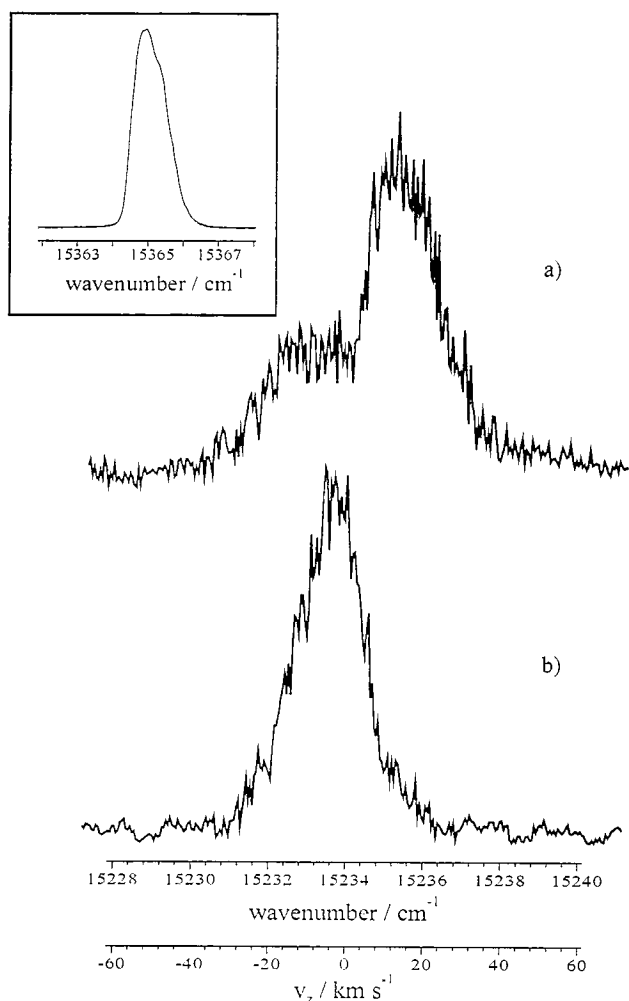 15363 15365 15367
wavenumber / cm⁻¹
a)
b)
15228 15230 15232 15234 15236 15238 15240
wavenumber / cm⁻¹
-60 -40 -20 0 20 40 60
v_z / km s⁻¹